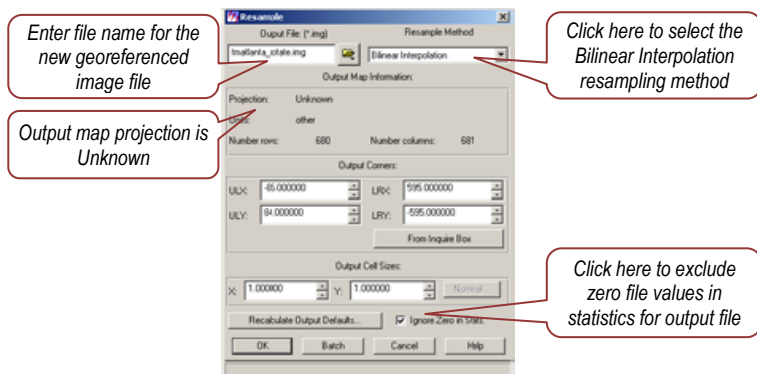 Resample
Ouput File: (*.img)
Resample Method
tmatlanta_rotate.img
Bilinear Interpolation
Output Map Information:
Projection: Unknown
Units: other
Number rows: 680 Number columns: 681
Output Corners:
ULX: -85.000000 LRX: 595.000000
ULY: 84.000000 LRY: -595.000000
From Inquire Box
Output Cell Sizes:
X: 1.000000 Y: 1.000000 Nominal...
Recalculate Output Defaults... Ignore Zero in Stats.
OK Batch Cancel Help
Enter file name for the
new georeferenced
image file
Output map projection is
Unknown
Click here to select the
Bilinear Interpolation
resampling method
Click here to exclude
zero file values in
statistics for output file